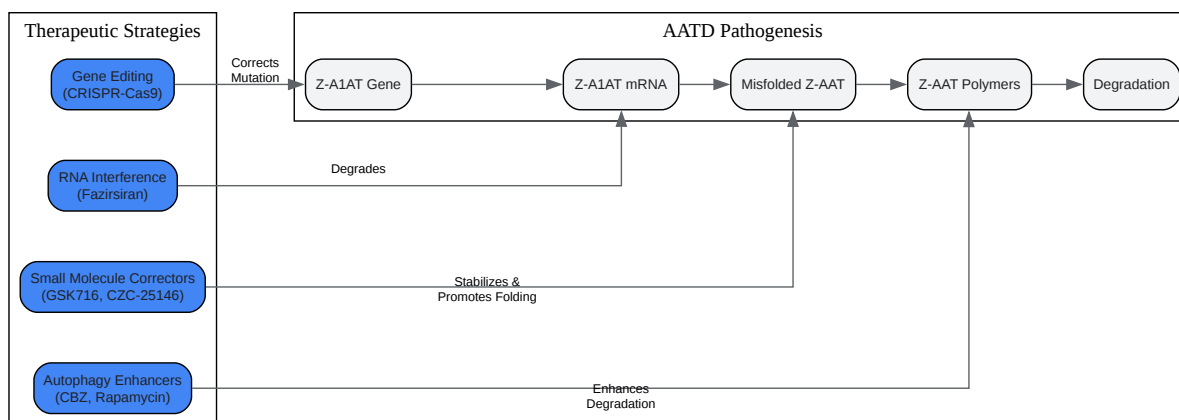 Therapeutic Strategies
AATD Pathogenesis
Gene Editing
(CRISPR-Cas9)
Corrects
Mutation
Z-A1AT Gene
Z-A1AT mRNA
Misfolded Z-AAT
Z-AAT Polymers
Degradation
RNA Interference
(Fazirsiran)
Degrades
Small Molecule Correctors
(GSK716, CZC-25146)
Stabilizes &
Promotes Folding
Autophagy Enhancers
(CBZ, Rapamycin)
Enhances
Degradation